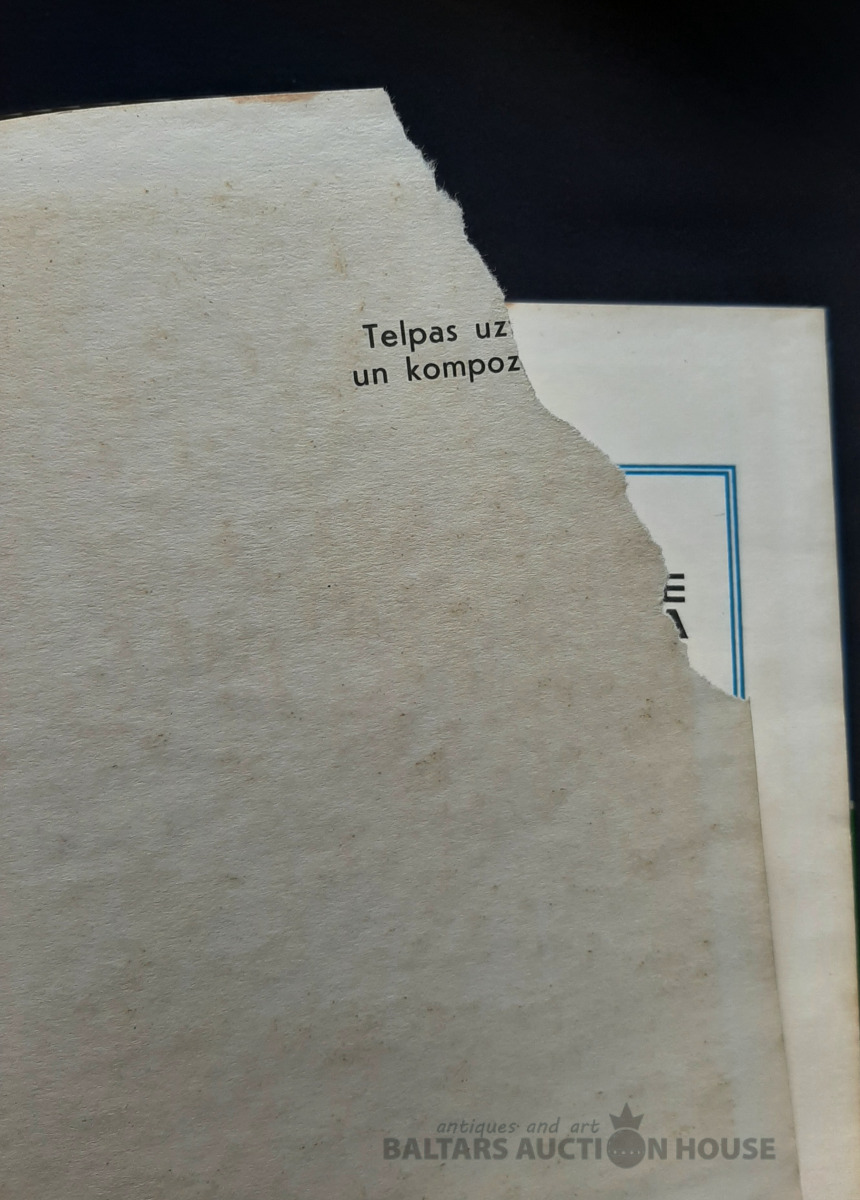 Telpas uz
un kompoz
E
A
antiques and art
BALTARS AUCTION HOUSE